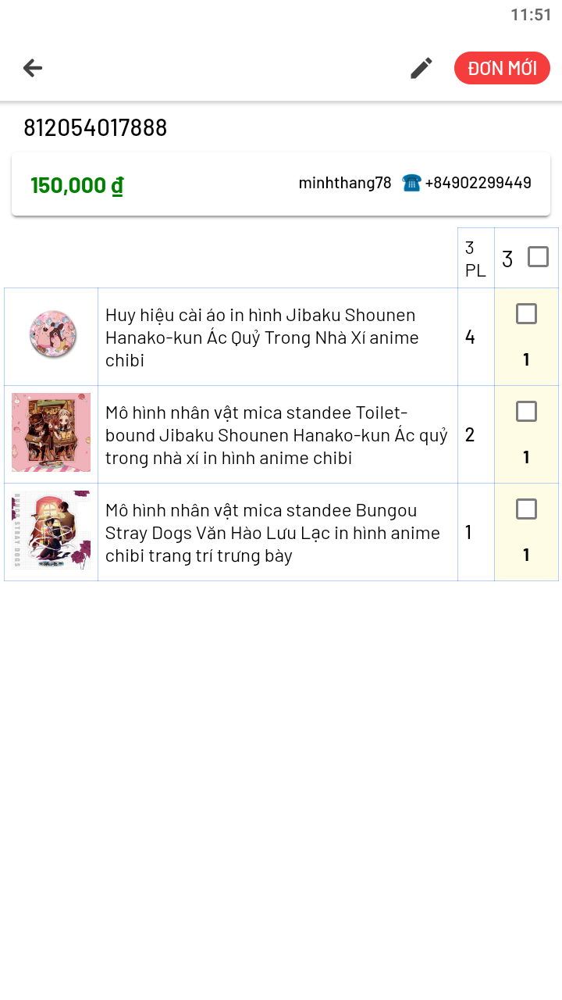 11:51
ĐƠN MỚI
812054017888
150,000 ₫
minhthang78 ☎ +84902299449
3
PL
3
Huy hiệu cài áo in hình Jibaku Shounen
Hanako-kun Ác Quỷ Trong Nhà Xí anime
chibi
4
1
Mô hình nhân vật mica standee Toilet-
bound Jibaku Shounen Hanako-kun Ác quỷ
trong nhà xí in hình anime chibi
2
1
BUNGO STRAY DOGS
Mô hình nhân vật mica standee Bungou
Stray Dogs Văn Hào Lưu Lạc in hình anime
chibi trang trí trưng bày
1
1